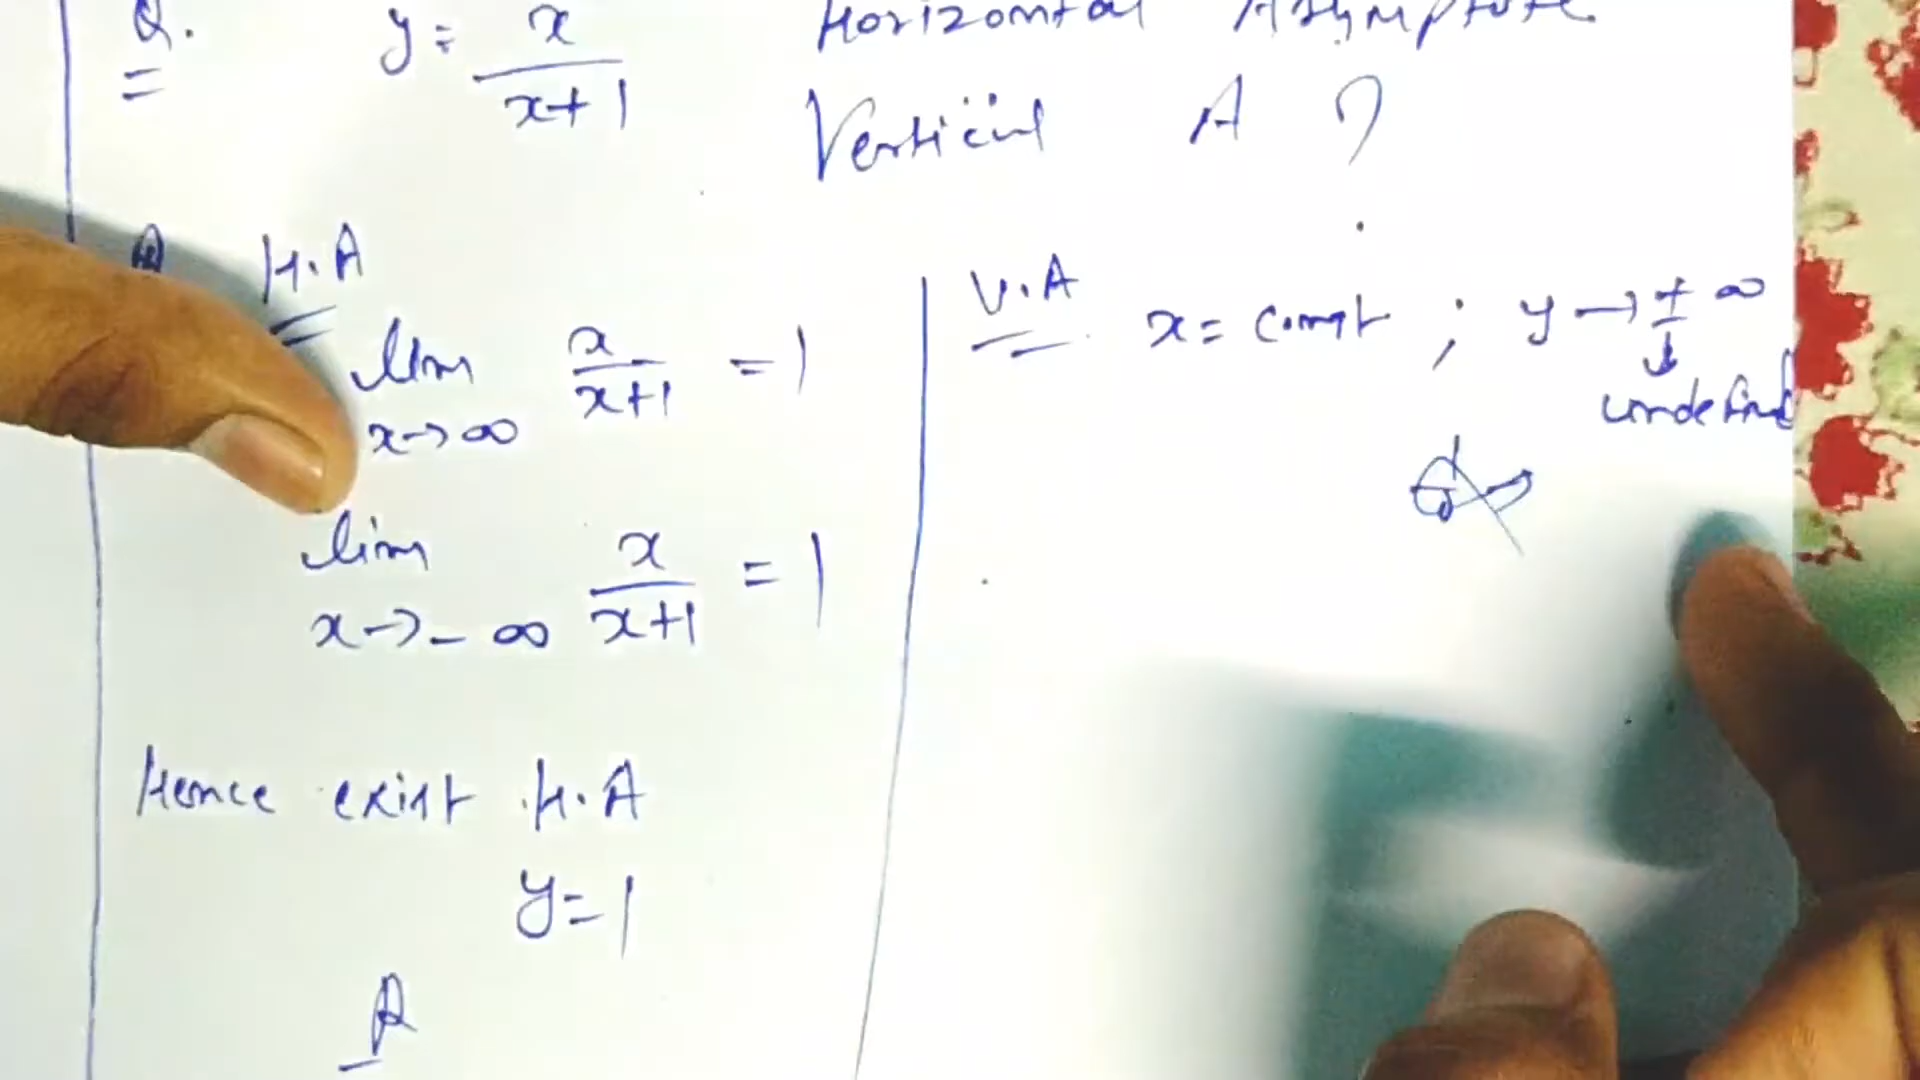 Q. y = x / x+1 Horizontal Asymptote
Vertical A ?
H.A
lim x→∞ x / x+1 = 1
lim x→-∞ x / x+1 = 1
Hence exist H.A
y = 1
V.A x = const ; y → ± ∞
↓
undefined